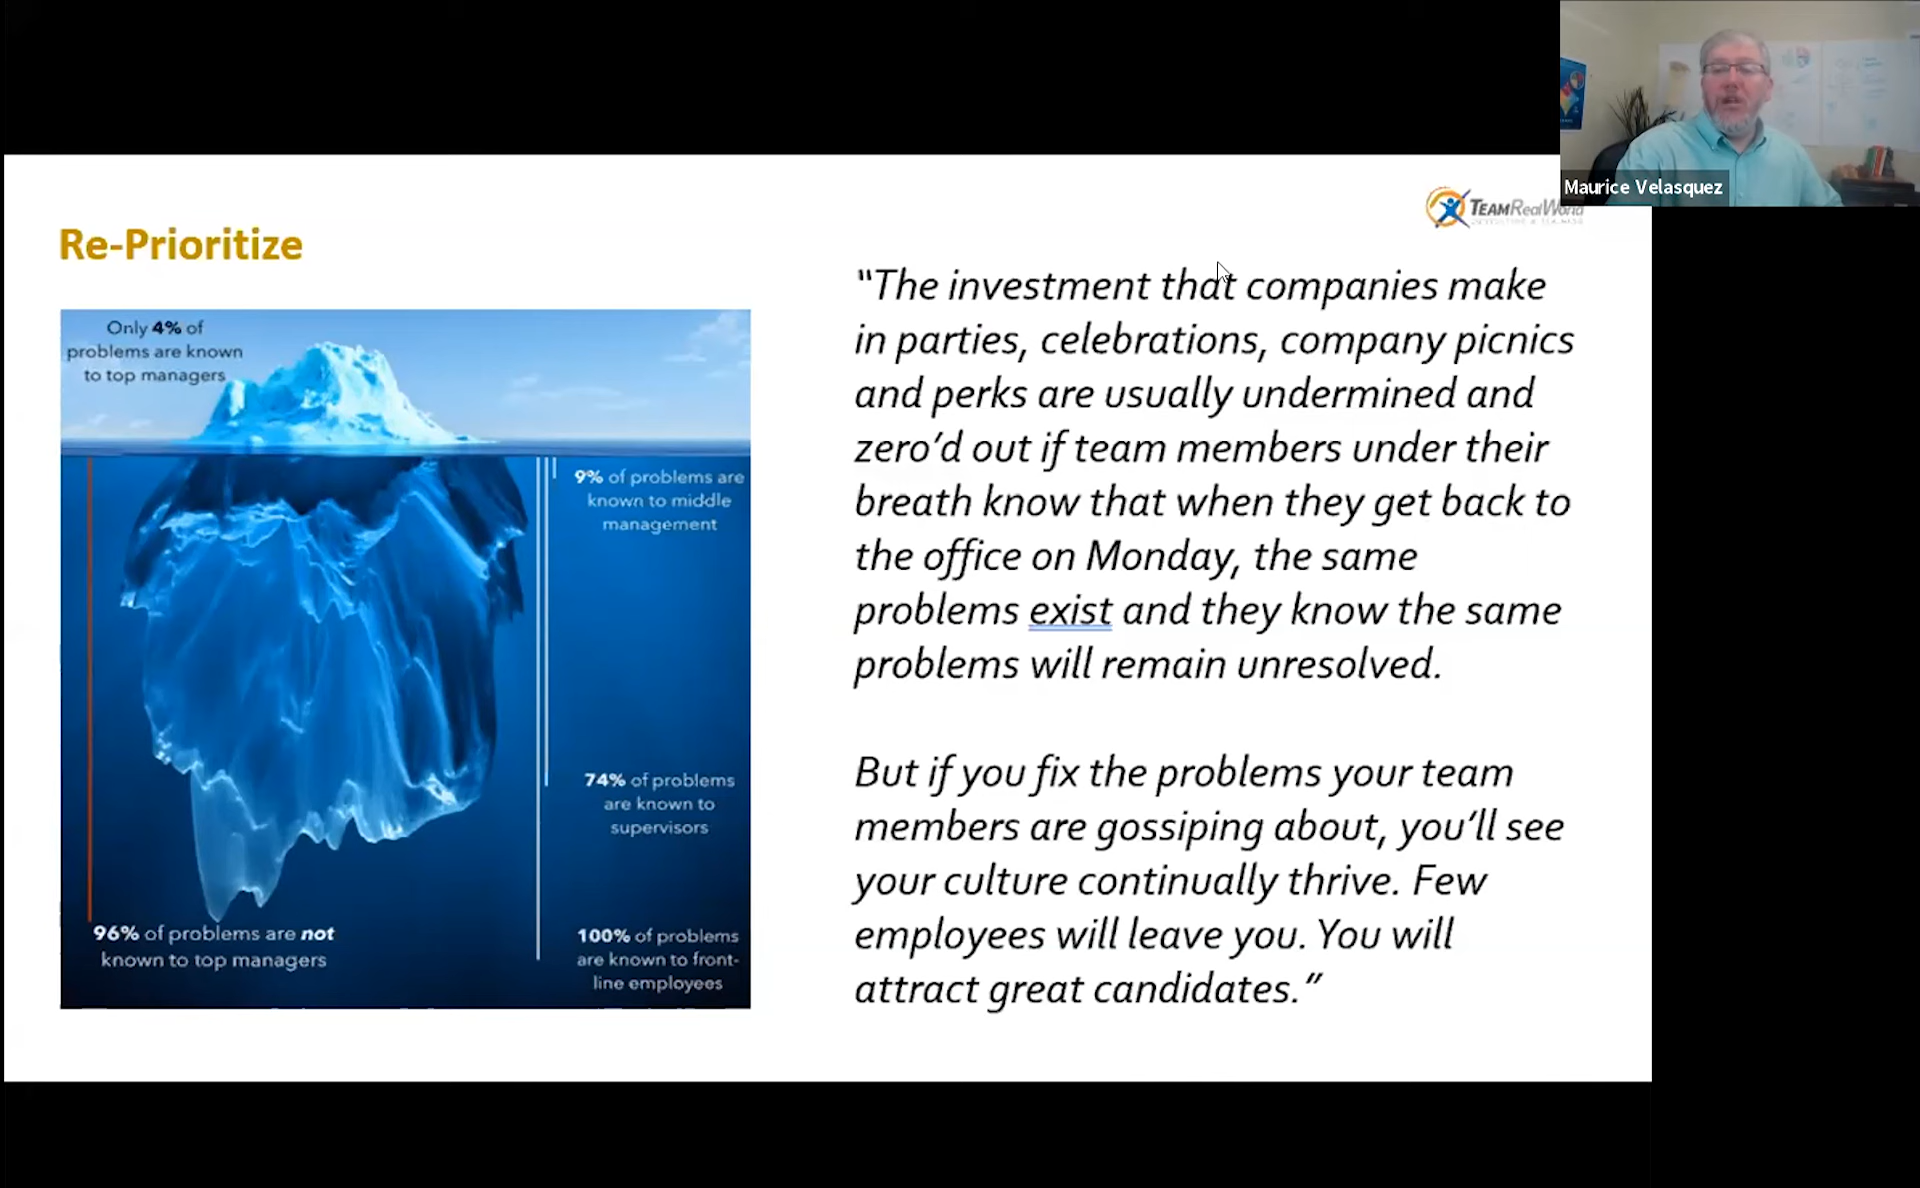 Maurice Velasquez
TEAMRealWorld
Re-Prioritize
Only 4% of
problems are known
to top managers
9% of problems are
known to middle
management
74% of problems
are known to
supervisors
96% of problems are not
known to top managers
100% of problems
are known to front-
line employees
"The investment that companies make
in parties, celebrations, company picnics
and perks are usually undermined and
zero'd out if team members under their
breath know that when they get back to
the office on Monday, the same
problems exist and they know the same
problems will remain unresolved.
But if you fix the problems your team
members are gossiping about, you'll see
your culture continually thrive. Few
employees will leave you. You will
attract great candidates."